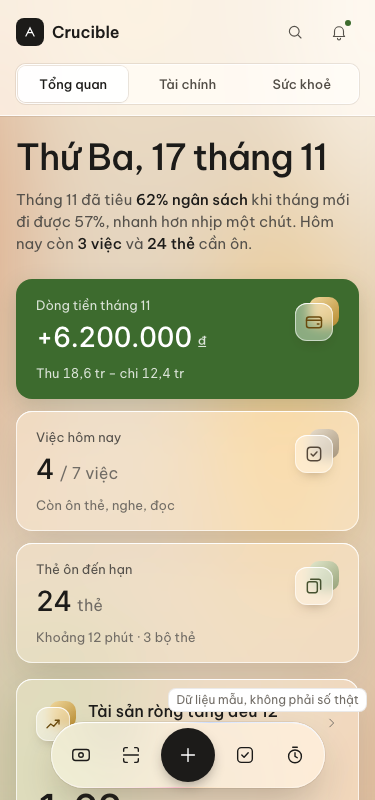 Crucible
Tổng quan
Tài chính
Sức khoẻ
Thứ Ba, 17 tháng 11
Tháng 11 đã tiêu 62% ngân sách khi tháng mới
đi được 57%, nhanh hơn nhịp một chút. Hôm
nay còn 3 việc và 24 thẻ cần ôn.
Dòng tiền tháng 11
+6.200.000 ₫
Thu 18,6 tr – chi 12,4 tr
Việc hôm nay
4 / 7 việc
Còn ôn thẻ, nghe, đọc
Thẻ ôn đến hạn
24 thẻ
Khoảng 12 phút · 3 bộ thẻ
Dữ liệu mẫu, không phải số thật
Tài sản ròng tăng đều 12